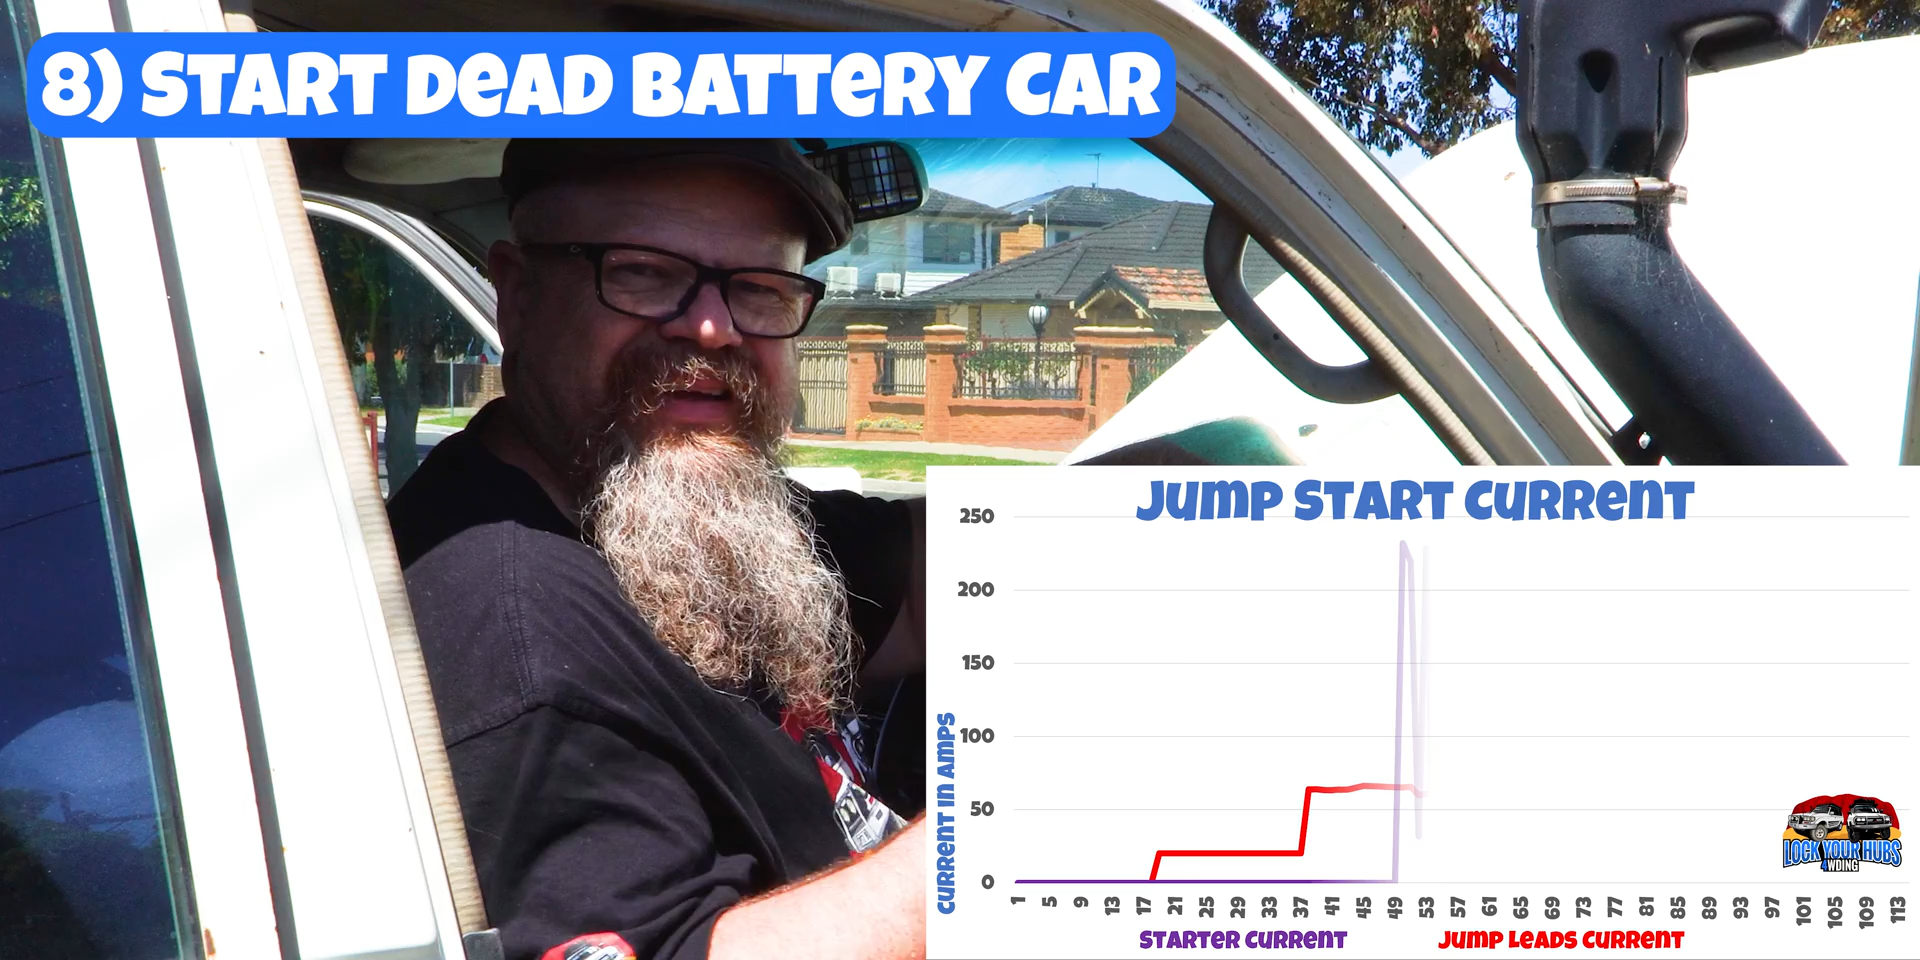 8) START DEAD BATTERY CAR
JUMP START CURRENT
250
200
150
100
50
0
CURRENT IN AMPS
1 5 9 13 17 21 25 29 33 37 41 45 49 53 57 61 65 69 73 77 81 85 89 93 97 101 105 109 113
STARTER CURRENT
JUMP LEADS CURRENT
LOCK YOUR HUBS
4WDING